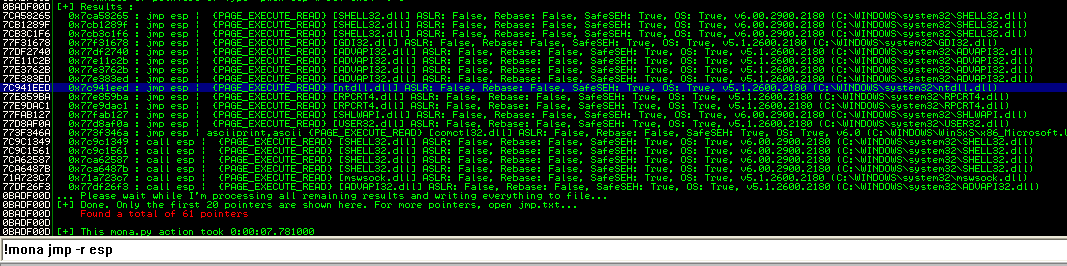 0BADF00D [+] Results :
7CA58265 0x7ca58265 : jmp esp | {PAGE_EXECUTE_READ} [SHELL32.dll] ASLR: False, Rebase: False, SafeSEH: True, OS: True, v6.00.2900.2180 (C:\WINDOWS\system32\SHELL32.dll)
7CB1289F 0x7cb1289f : jmp esp | {PAGE_EXECUTE_READ} [SHELL32.dll] ASLR: False, Rebase: False, SafeSEH: True, OS: True, v6.00.2900.2180 (C:\WINDOWS\system32\SHELL32.dll)
7CB3C1F6 0x7cb3c1f6 : jmp esp | {PAGE_EXECUTE_READ} [SHELL32.dll] ASLR: False, Rebase: False, SafeSEH: True, OS: True, v6.00.2900.2180 (C:\WINDOWS\system32\SHELL32.dll)
77F31678 0x77f31678 : jmp esp | {PAGE_EXECUTE_READ} [GDI32.dll] ASLR: False, Rebase: False, SafeSEH: True, OS: True, v5.1.2600.2180 (C:\WINDOWS\system32\GDI32.dll)
77DF2740 0x77df2740 : jmp esp | {PAGE_EXECUTE_READ} [ADVAPI32.dll] ASLR: False, Rebase: False, SafeSEH: True, OS: True, v5.1.2600.2180 (C:\WINDOWS\system32\ADVAPI32.dll)
77E11C2B 0x77e11c2b : jmp esp | {PAGE_EXECUTE_READ} [ADVAPI32.dll] ASLR: False, Rebase: False, SafeSEH: True, OS: True, v5.1.2600.2180 (C:\WINDOWS\system32\ADVAPI32.dll)
77E3762B 0x77e3762b : jmp esp | {PAGE_EXECUTE_READ} [ADVAPI32.dll] ASLR: False, Rebase: False, SafeSEH: True, OS: True, v5.1.2600.2180 (C:\WINDOWS\system32\ADVAPI32.dll)
77E383ED 0x77e383ed : jmp esp | {PAGE_EXECUTE_READ} [ADVAPI32.dll] ASLR: False, Rebase: False, SafeSEH: True, OS: True, v5.1.2600.2180 (C:\WINDOWS\system32\ADVAPI32.dll)
7C941EED 0x7c941eed : jmp esp | {PAGE_EXECUTE_READ} [ntdll.dll] ASLR: False, Rebase: False, SafeSEH: True, OS: True, v5.1.2600.2180 (C:\WINDOWS\system32\ntdll.dll)
77E859BA 0x77e859ba : jmp esp | {PAGE_EXECUTE_READ} [RPCRT4.dll] ASLR: False, Rebase: False, SafeSEH: True, OS: True, v5.1.2600.2180 (C:\WINDOWS\system32\RPCRT4.dll)
77E9DAC1 0x77e9dac1 : jmp esp | {PAGE_EXECUTE_READ} [RPCRT4.dll] ASLR: False, Rebase: False, SafeSEH: True, OS: True, v5.1.2600.2180 (C:\WINDOWS\system32\RPCRT4.dll)
77FAB127 0x77fab127 : jmp esp | {PAGE_EXECUTE_READ} [SHLWAPI.dll] ASLR: False, Rebase: False, SafeSEH: True, OS: True, v6.00.2900.2180 (C:\WINDOWS\system32\SHLWAPI.dll)
77D8AF0A 0x77d8af0a : jmp esp | {PAGE_EXECUTE_READ} [USER32.dll] ASLR: False, Rebase: False, SafeSEH: True, OS: True, v5.1.2600.2180 (C:\WINDOWS\system32\USER32.dll)
773F346A 0x773f346a : jmp esp | asciiprint,ascii {PAGE_EXECUTE_READ} [comctl32.dll] ASLR: False, Rebase: False, SafeSEH: True, OS: True, v6.0 (C:\WINDOWS\WinSxS\x86_Microsoft.
7C9C1349 0x7c9c1349 : call esp | {PAGE_EXECUTE_READ} [SHELL32.dll] ASLR: False, Rebase: False, SafeSEH: True, OS: True, v6.00.2900.2180 (C:\WINDOWS\system32\SHELL32.dll)
7C9C1561 0x7c9c1561 : call esp | {PAGE_EXECUTE_READ} [SHELL32.dll] ASLR: False, Rebase: False, SafeSEH: True, OS: True, v6.00.2900.2180 (C:\WINDOWS\system32\SHELL32.dll)
7CA62587 0x7ca62587 : call esp | {PAGE_EXECUTE_READ} [SHELL32.dll] ASLR: False, Rebase: False, SafeSEH: True, OS: True, v6.00.2900.2180 (C:\WINDOWS\system32\SHELL32.dll)
7CA6487B 0x7ca6487b : call esp | {PAGE_EXECUTE_READ} [SHELL32.dll] ASLR: False, Rebase: False, SafeSEH: True, OS: True, v6.00.2900.2180 (C:\WINDOWS\system32\SHELL32.dll)
71A723C7 0x71a723c7 : call esp | {PAGE_EXECUTE_READ} [mswsock.dll] ASLR: False, Rebase: False, SafeSEH: True, OS: True, v5.1.2600.2180 (C:\WINDOWS\system32\mswsock.dll)
77DF26F3 0x77df26f3 : call esp | {PAGE_EXECUTE_READ} [ADVAPI32.dll] ASLR: False, Rebase: False, SafeSEH: True, OS: True, v5.1.2600.2180 (C:\WINDOWS\system32\ADVAPI32.dll)
0BADF00D ... Please wait while I'm processing all remaining results and writing everything to file...
0BADF00D [+] Done. Only the first 20 pointers are shown here. For more pointers, open jmp.txt...
0BADF00D Found a total of 61 pointers
0BADF00D
0BADF00D [+] This mona.py action took 0:00:07.781000
!mona jmp -r esp